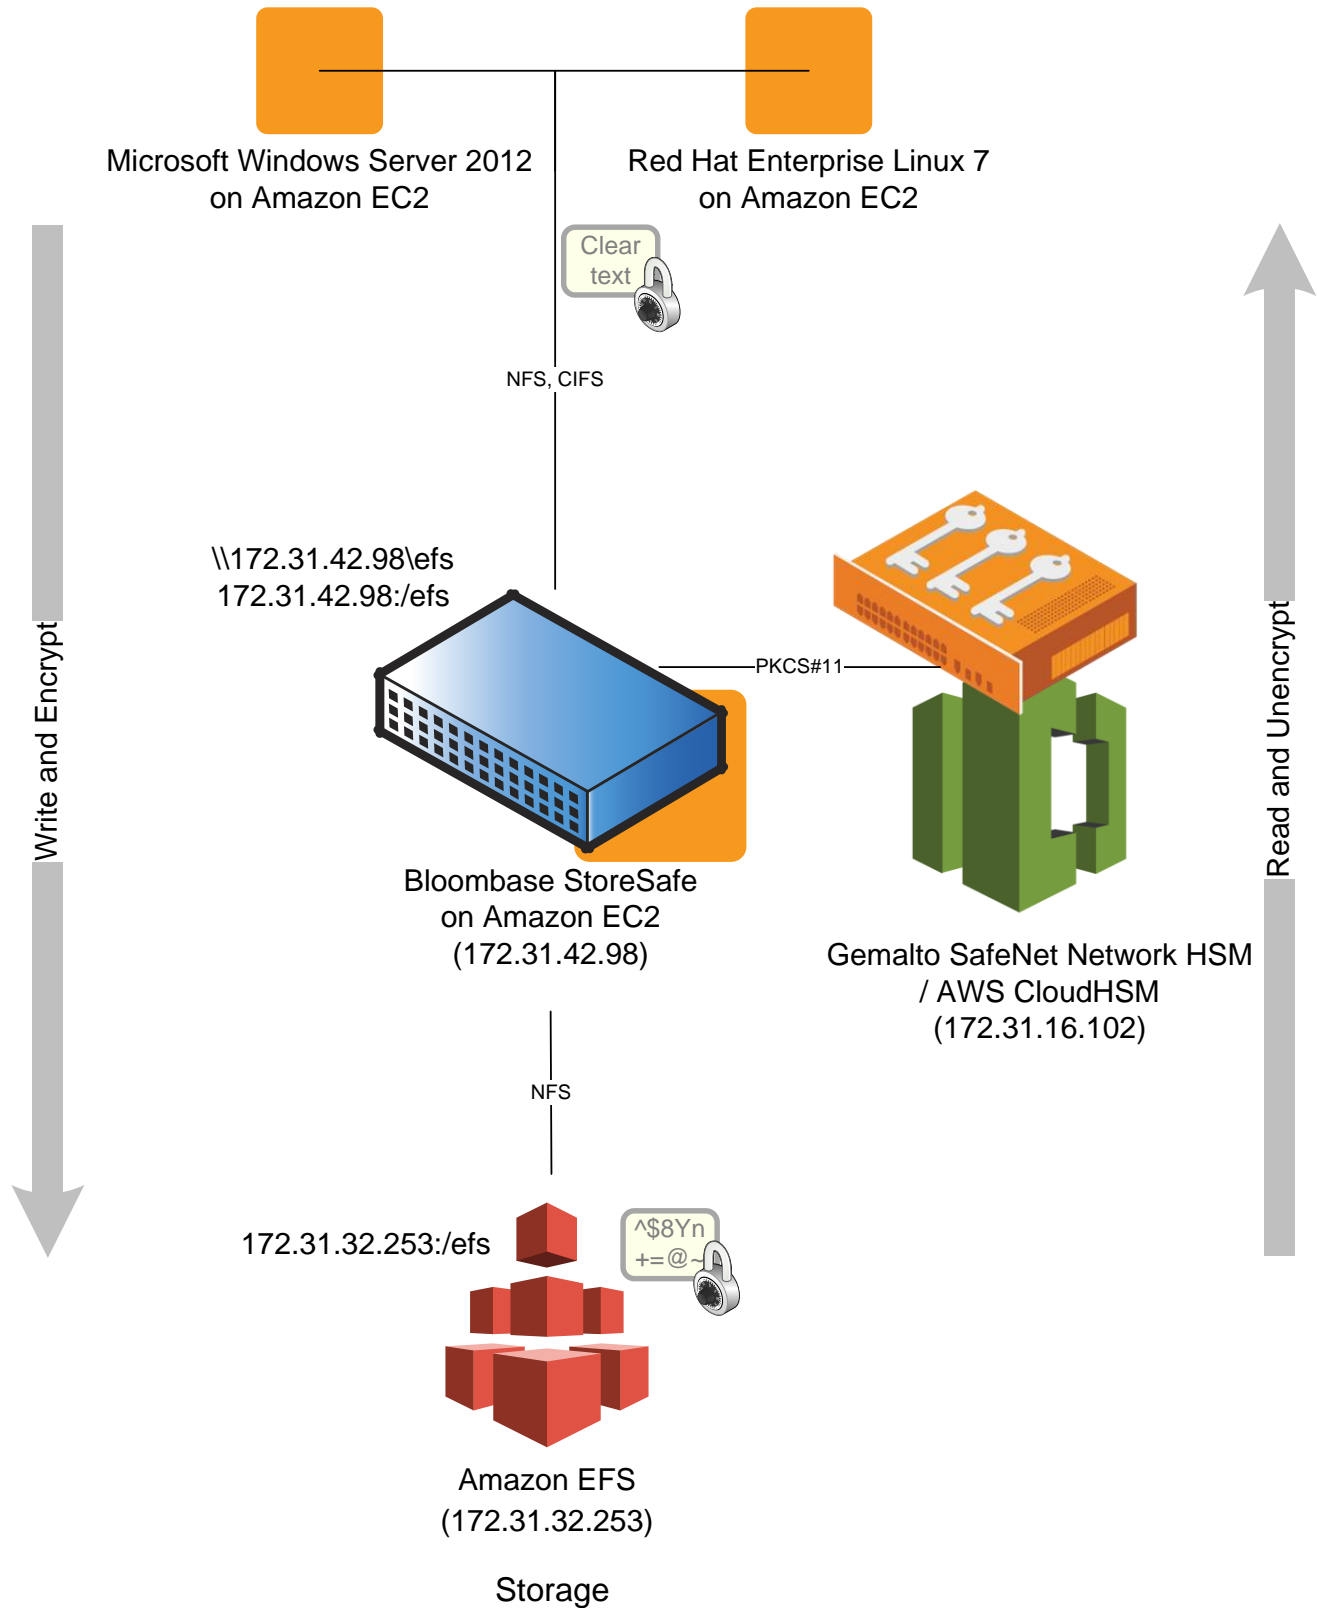 Microsoft Windows Server 2012
on Amazon EC2
Red Hat Enterprise Linux 7
on Amazon EC2
Clear
text
NFS, CIFS
\\172.31.42.98\efs
172.31.42.98:/efs
PKCS#11
Write and Encrypt
Read and Unencrypt
Bloombase StoreSafe
on Amazon EC2
(172.31.42.98)
Gemalto SafeNet Network HSM
/ AWS CloudHSM
(172.31.16.102)
NFS
172.31.32.253:/efs
^$8Yn
+=@~
Amazon EFS
(172.31.32.253)
Storage